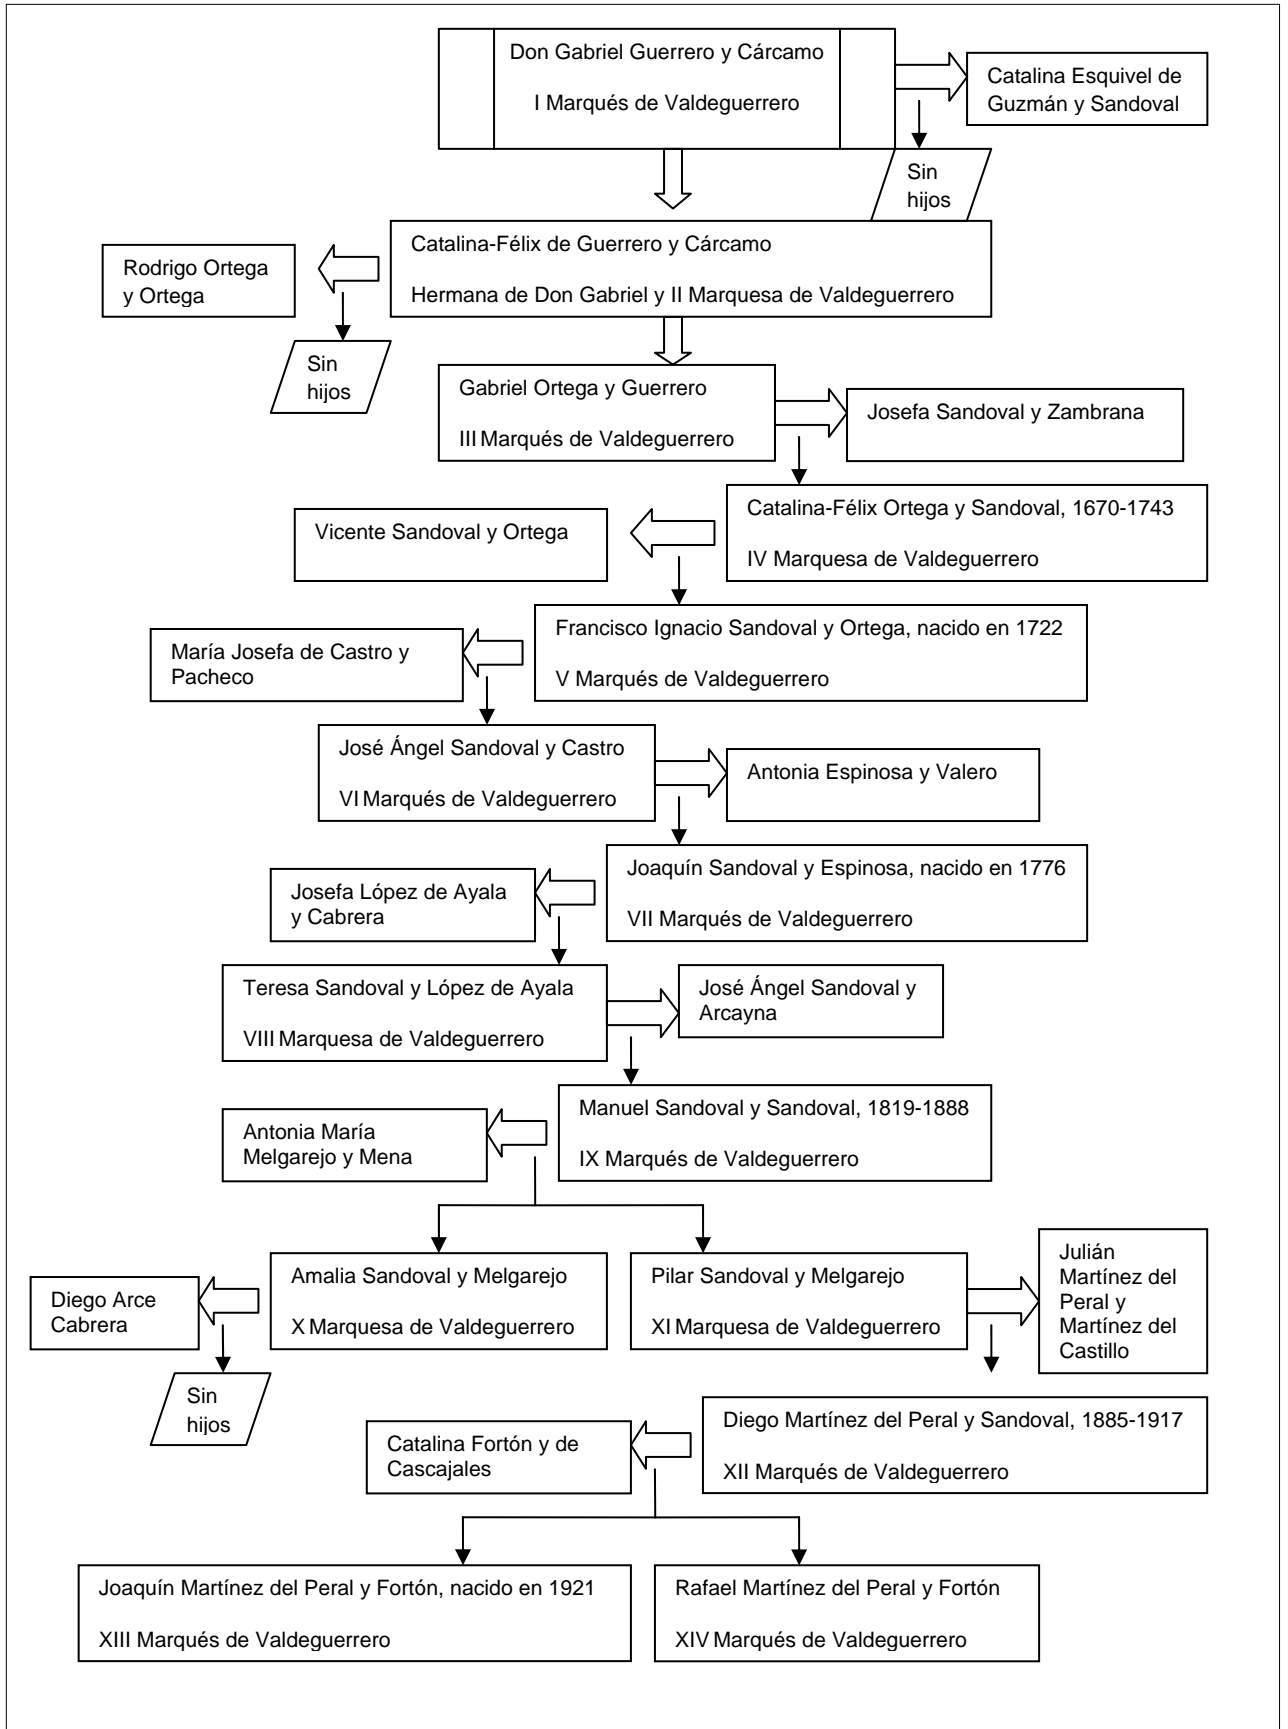 Don Gabriel Guerrero y Cárcamo
I Marqués de Valdeguerrero
Catalina Esquivel de
Guzmán y Sandoval
Sin
hijos
Catalina-Félix de Guerrero y Cárcamo
Hermana de Don Gabriel y II Marquesa de Valdeguerrero
Rodrigo Ortega
y Ortega
Sin
hijos
Gabriel Ortega y Guerrero
III Marqués de Valdeguerrero
Josefa Sandoval y Zambrana
Catalina-Félix Ortega y Sandoval, 1670-1743
IV Marquesa de Valdeguerrero
Vicente Sandoval y Ortega
Francisco Ignacio Sandoval y Ortega, nacido en 1722
V Marqués de Valdeguerrero
María Josefa de Castro y
Pacheco
José Ángel Sandoval y Castro
VI Marqués de Valdeguerrero
Antonia Espinosa y Valero
Joaquín Sandoval y Espinosa, nacido en 1776
VII Marqués de Valdeguerrero
Josefa López de Ayala
y Cabrera
Teresa Sandoval y López de Ayala
VIII Marquesa de Valdeguerrero
José Ángel Sandoval y
Arcayna
Manuel Sandoval y Sandoval, 1819-1888
IX Marqués de Valdeguerrero
Antonia María
Melgarejo y Mena
Amalia Sandoval y Melgarejo
X Marquesa de Valdeguerrero
Pilar Sandoval y Melgarejo
XI Marquesa de Valdeguerrero
Julián
Martínez del
Peral y
Martínez del
Castillo
Diego Arce
Cabrera
Sin
hijos
Diego Martínez del Peral y Sandoval, 1885-1917
XII Marqués de Valdeguerrero
Catalina Fortón y de
Cascajales
Joaquín Martínez del Peral y Fortón, nacido en 1921
XIII Marqués de Valdeguerrero
Rafael Martínez del Peral y Fortón
XIV Marqués de Valdeguerrero